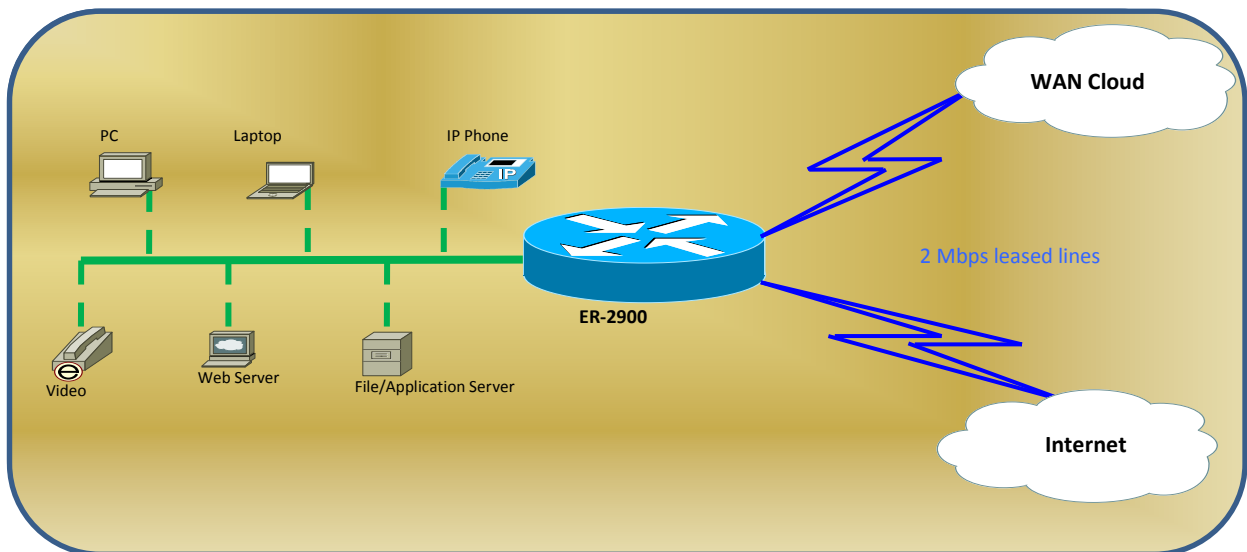 WAN Cloud
PC
Laptop
IP Phone
IP
2 Mbps leased lines
ER-2900
Video
e
Web Server
File/Application Server
Internet